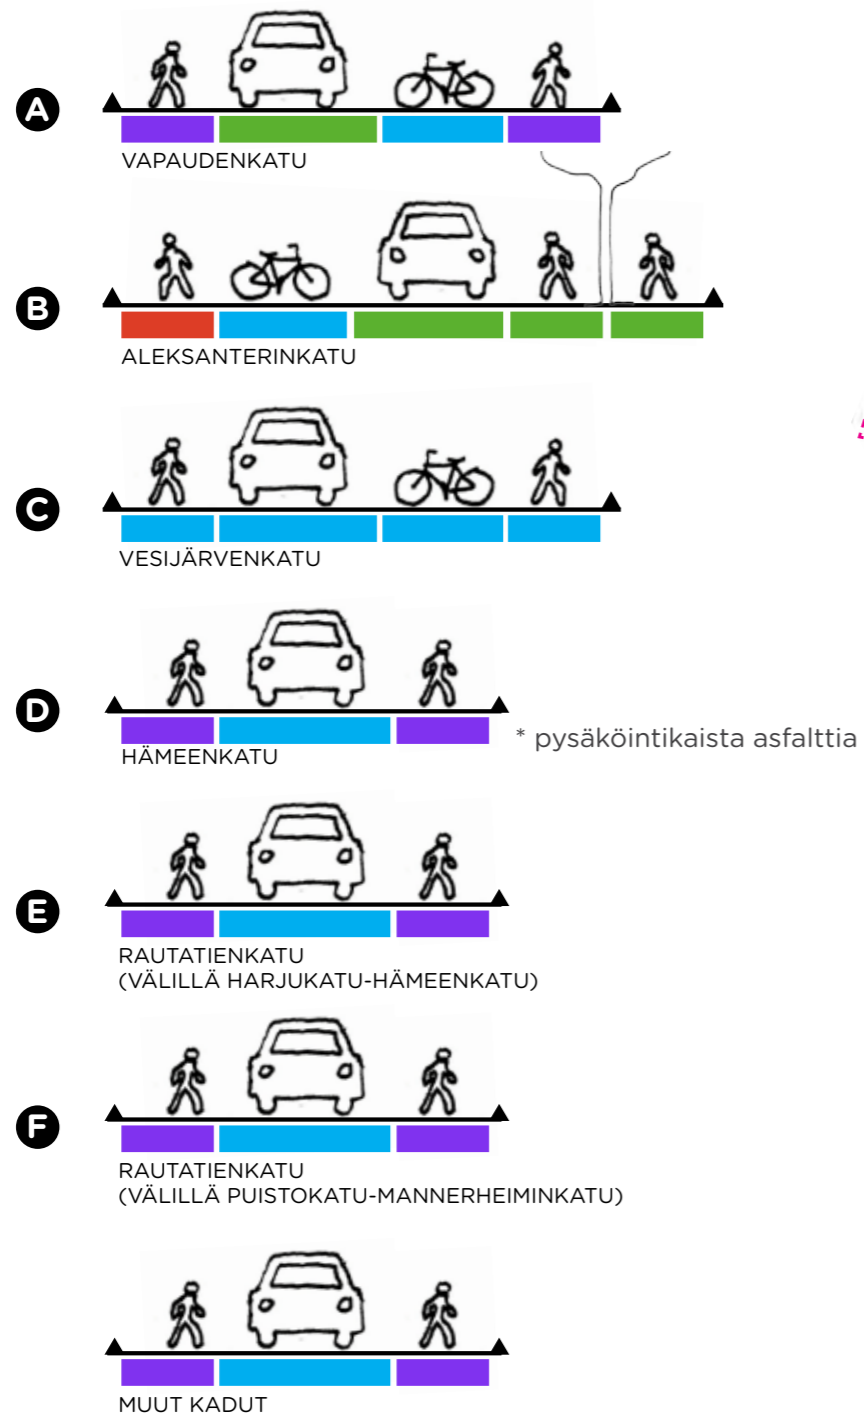 A
VAPAUDENKATU
B
ALEKSANTERINKATU
C
VESIJÄRVENKATU
D
HÄMEENKATU
* pysäköintikaista asfalttia
E
RAUTATIENKATU
(VÄLILLÄ HARJUKATU-HÄMEENKATU)
F
RAUTATIENKATU
(VÄLILLÄ PUISTOKATU-MANNERHEIMINKATU)
MUUT KADUT